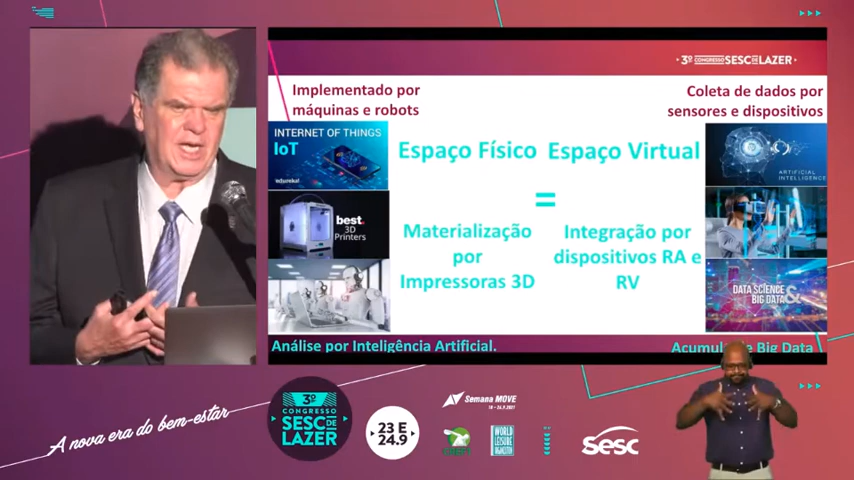 3º CONGRESSO SESC DE LAZER
Implementado por
máquinas e robots
Coleta de dados por
sensores e dispositivos
INTERNET OF THINGS
IoT
edureka!
Espaço Físico
Espaço Virtual
=
ARTIFICIAL
INTELLIGENCE
best
3D
Printers
Materialização
por
Impressoras 3D
Integração por
dispositivos RA e
RV
DATA SCIENCE
& BIG DATA
Análise por Inteligência Artificial.
Big Data
A nova era do bem-estar
3º
CONGRESSO
SESC DE
LAZER
23 E
24.9
Semana MOVE
WORLD
LEISURE
ORGANIZATION
Sesc